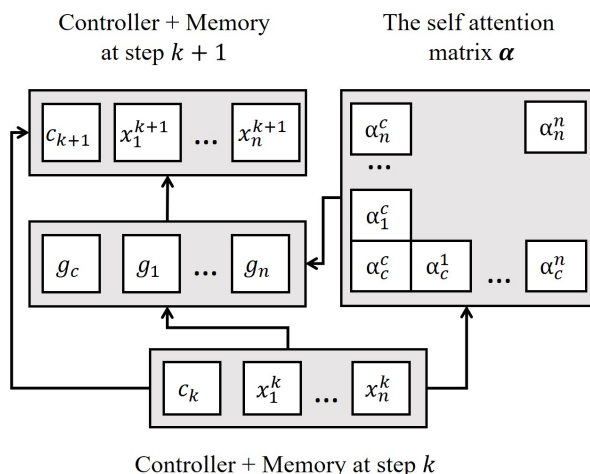 Controller + Memory
at step k + 1
The self attention
matrix α
c_{k+1} x_1^{k+1} ... x_n^{k+1}
α_n^c α_n^n
...
α_1^c
g_c g_1 ... g_n
α_c^c α_c^1 ... α_c^n
c_k x_1^k ... x_n^k
Controller + Memory at step k